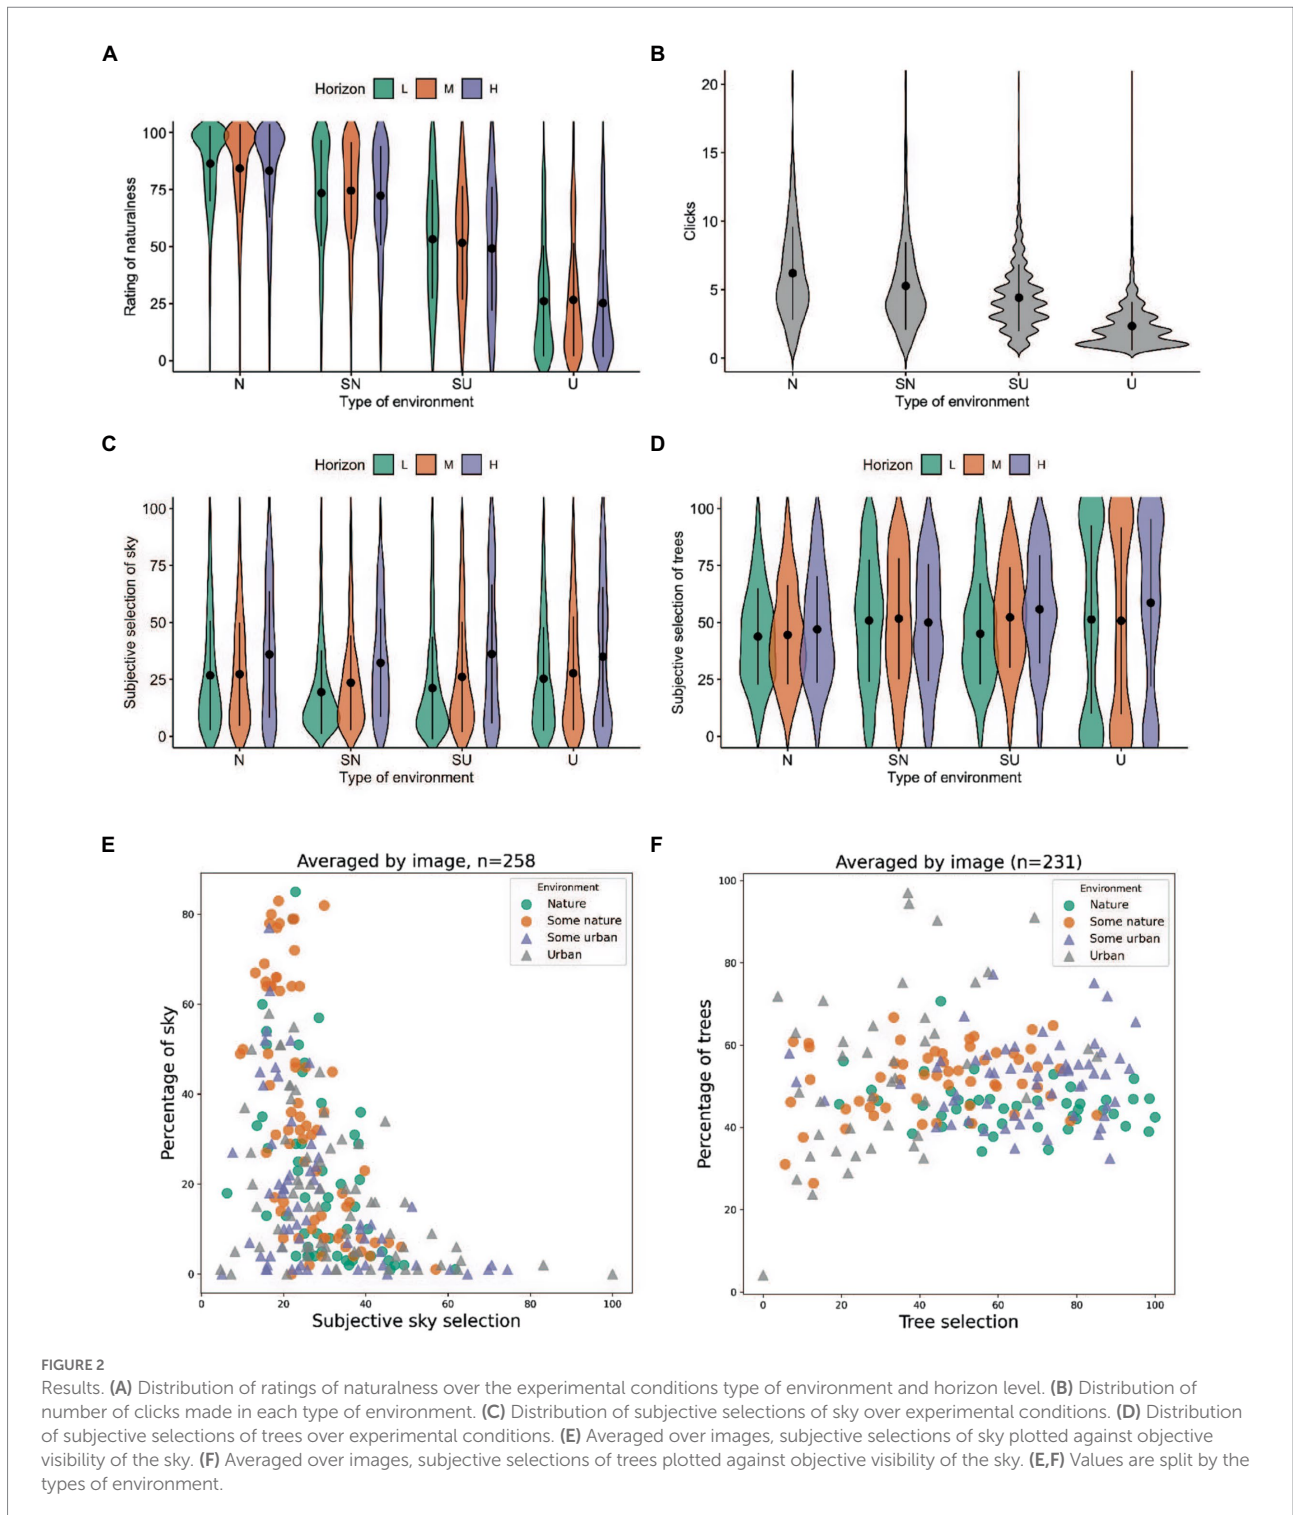 A
Horizon L M H
Rating of naturalness
100
75
50
25
0
N SN SU U
Type of environment
B
Clicks
20
15
10
5
0
N SN SU U
Type of environment
C
Horizon L M H
Subjective selection of sky
100
75
50
25
0
N SN SU U
Type of environment
D
Horizon L M H
Subjective selection of trees
100
75
50
25
0
N SN SU U
Type of environment
E
Averaged by image, n=258
Environment
Nature
Some nature
Some urban
Urban
Percentage of sky
80
60
40
20
0
0 20 40 60 80 100
Subjective sky selection
F
Averaged by image (n=231)
Environment
Nature
Some nature
Some urban
Urban
Percentage of trees
100
80
60
40
20
0
0 20 40 60 80 100
Tree selection
FIGURE 2
Results. (A) Distribution of ratings of naturalness over the experimental conditions type of environment and horizon level. (B) Distribution of
number of clicks made in each type of environment. (C) Distribution of subjective selections of sky over experimental conditions. (D) Distribution
of subjective selections of trees over experimental conditions. (E) Averaged over images, subjective selections of sky plotted against objective
visibility of the sky. (F) Averaged over images, subjective selections of trees plotted against objective visibility of the sky. (E,F) Values are split by the
types of environment.